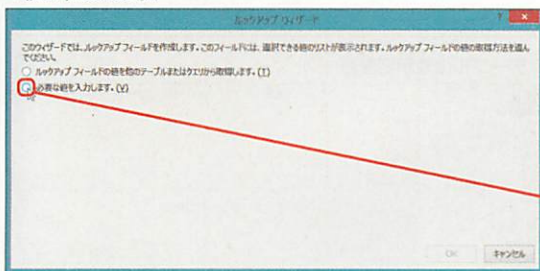 ルックアップ ウィザード
このウィザードでは、ルックアップ フィールドを作成します。このフィールドには、選択できる値のリストが表示されます。ルックアップ フィールドの値の取得方法を選ん
でください。
ルックアップ フィールドの値を他のテーブルまたはクエリから取得します。(T)
必要な値を入力します。(V)
OK
キャンセル